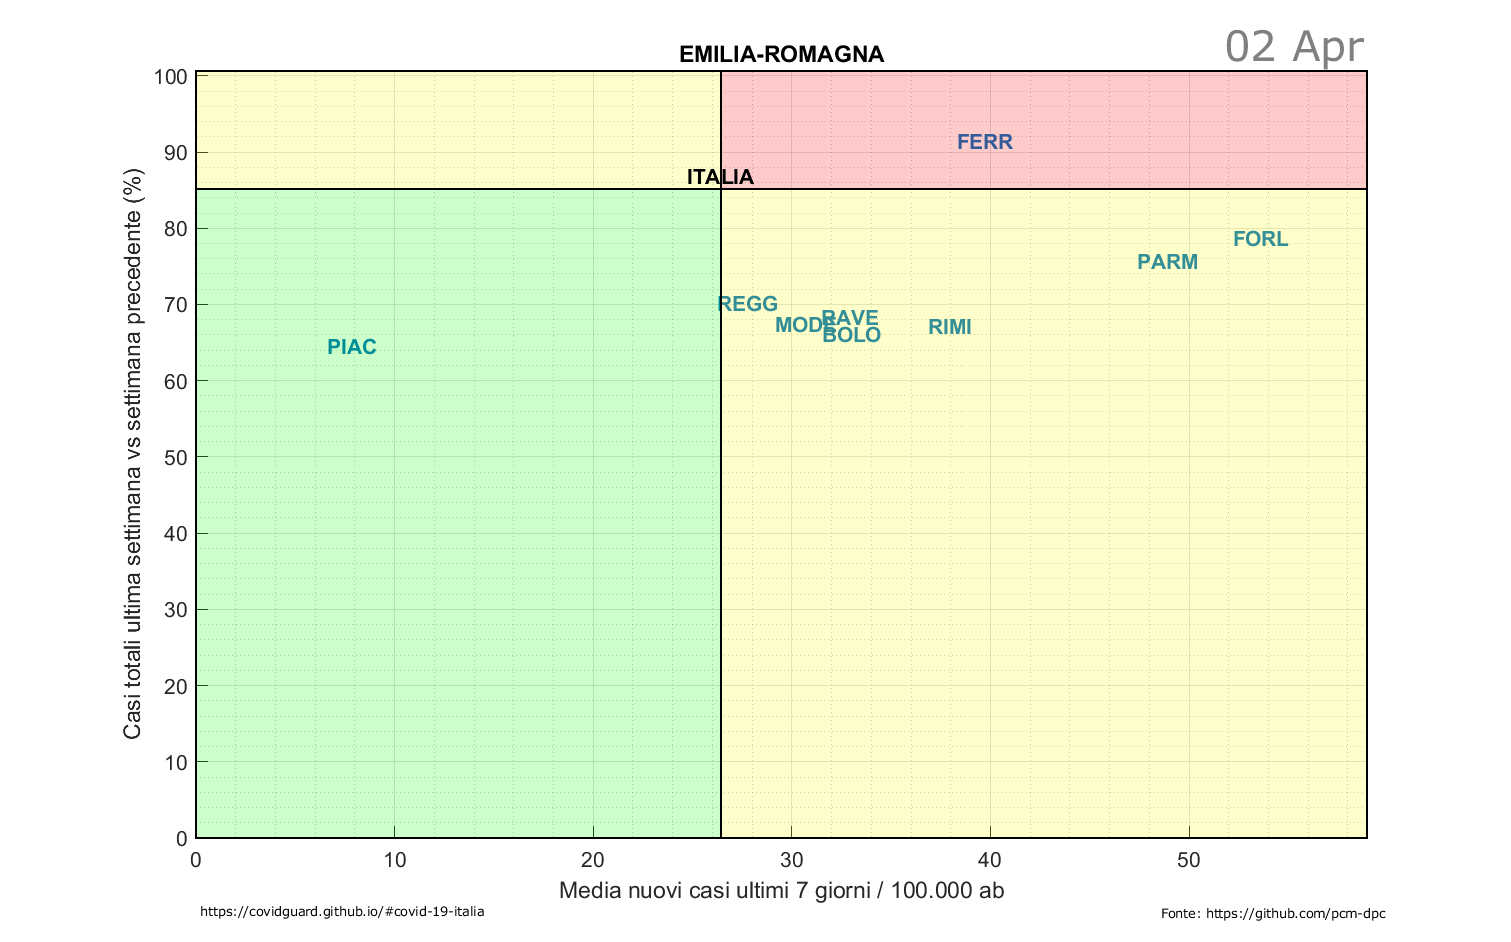 02 Apr
EMILIA-ROMAGNA
100
90
80
70
60
50
40
30
20
10
0
Casi totali ultima settimana vs settimana precedente (%)
FERR
ITALIA
FORL
PARM
REGG
RAVE
MODE
RIMI
BOLO
PIAC
0 10 20 30 40 50
Media nuovi casi ultimi 7 giorni / 100.000 ab
https://covidguard.github.io/#covid-19-italia
Fonte: https://github.com/pcm-dpc